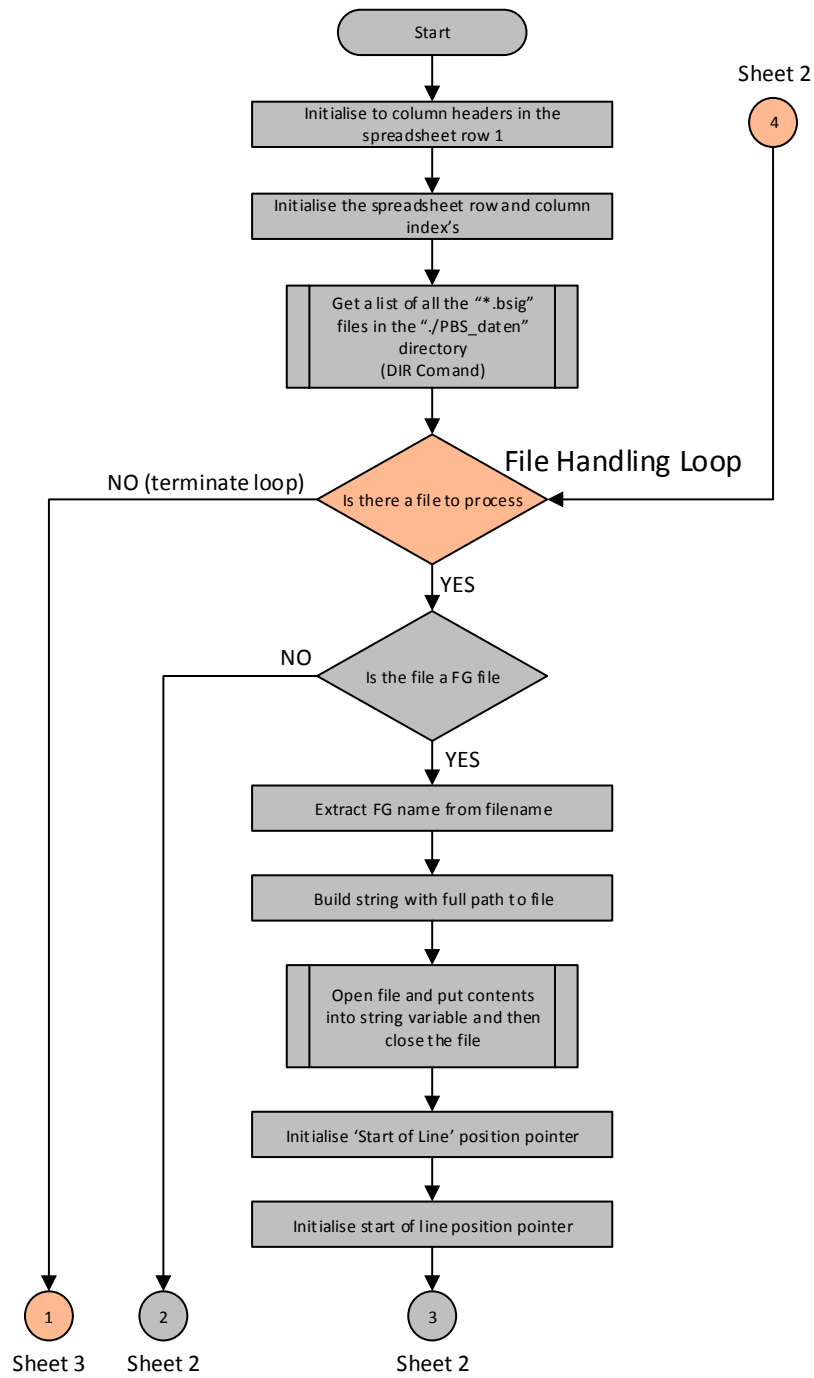 Start
Sheet 2
4
Initialise to column headers in the
spreadsheet row 1
Initialise the spreadsheet row and column
index's
Get a list of all the “*.bsig”
files in the “./PBS_daten”
directory
(DIR Comand)
File Handling Loop
NO (terminate loop)
Is there a file to process
YES
NO
Is the file a FG file
YES
Extract FG name from filename
Build string with full path to file
Open file and put contents
into string variable and then
close the file
Initialise ‘Start of Line’ position pointer
Initialise start of line position pointer
1
2
3
Sheet 3
Sheet 2
Sheet 2